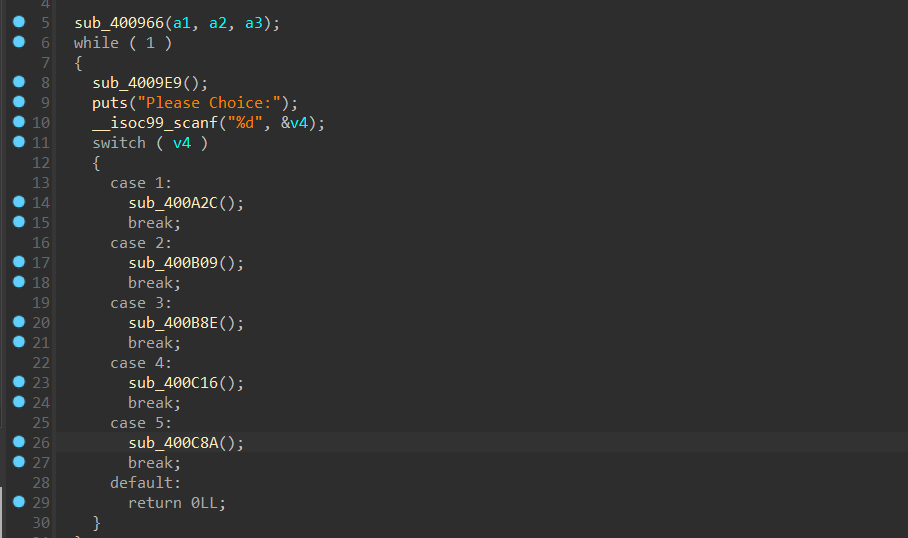 4
5 sub_400966(a1, a2, a3);
6 while ( 1 )
7 {
8 sub_4009E9();
9 puts("Please Choice:");
10 __isoc99_scanf("%d", &v4);
11 switch ( v4 )
12 {
13 case 1:
14 sub_400A2C();
15 break;
16 case 2:
17 sub_400B09();
18 break;
19 case 3:
20 sub_400B8E();
21 break;
22 case 4:
23 sub_400C16();
24 break;
25 case 5:
26 sub_400C8A();
27 break;
28 default:
29 return 0LL;
30 }